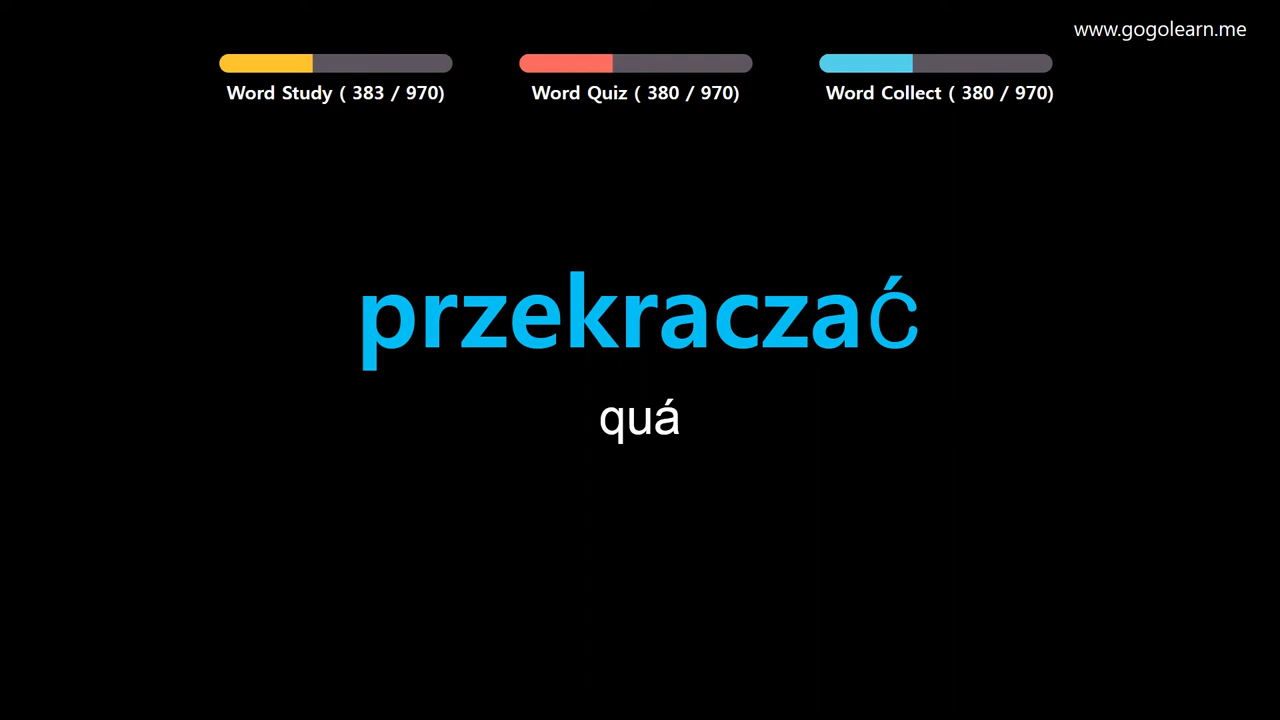 www.gogolearn.me
Word Study ( 383 / 970)
Word Quiz ( 380 / 970)
Word Collect ( 380 / 970)
przekraczać
quá